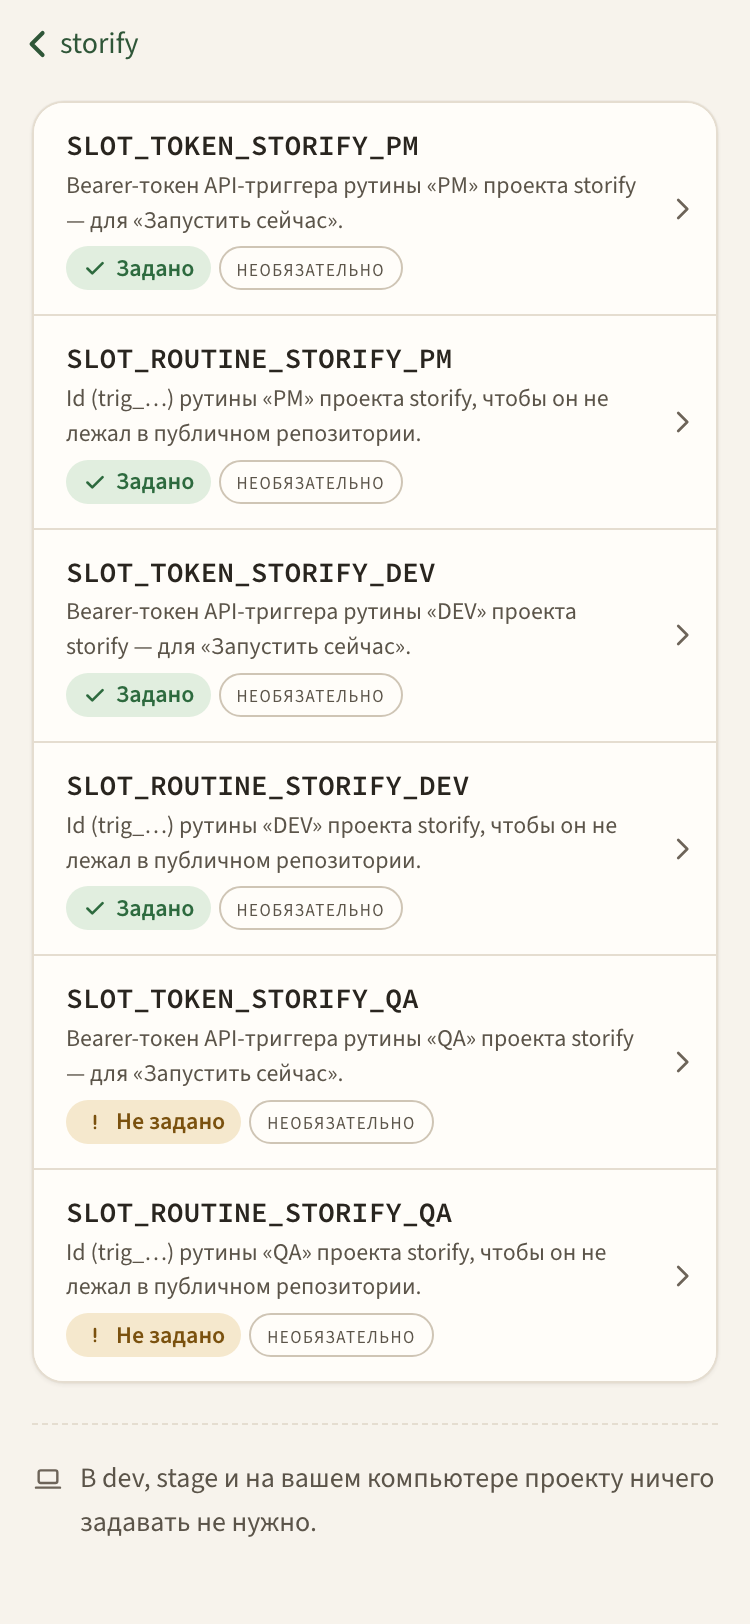 storify
SLOT_TOKEN_STORIFY_PM
Bearer-токен API-триггера рутины «PM» проекта storify
— для «Запустить сейчас».
Задано НЕОБЯЗАТЕЛЬНО
SLOT_ROUTINE_STORIFY_PM
Id (trig_…) рутины «PM» проекта storify, чтобы он не
лежал в публичном репозитории.
Задано НЕОБЯЗАТЕЛЬНО
SLOT_TOKEN_STORIFY_DEV
Bearer-токен API-триггера рутины «DEV» проекта
storify — для «Запустить сейчас».
Задано НЕОБЯЗАТЕЛЬНО
SLOT_ROUTINE_STORIFY_DEV
Id (trig_…) рутины «DEV» проекта storify, чтобы он не
лежал в публичном репозитории.
Задано НЕОБЯЗАТЕЛЬНО
SLOT_TOKEN_STORIFY_QA
Bearer-токен API-триггера рутины «QA» проекта storify
— для «Запустить сейчас».
! Не задано НЕОБЯЗАТЕЛЬНО
SLOT_ROUTINE_STORIFY_QA
Id (trig_…) рутины «QA» проекта storify, чтобы он не
лежал в публичном репозитории.
! Не задано НЕОБЯЗАТЕЛЬНО
В dev, stage и на вашем компьютере проекту ничего
задавать не нужно.